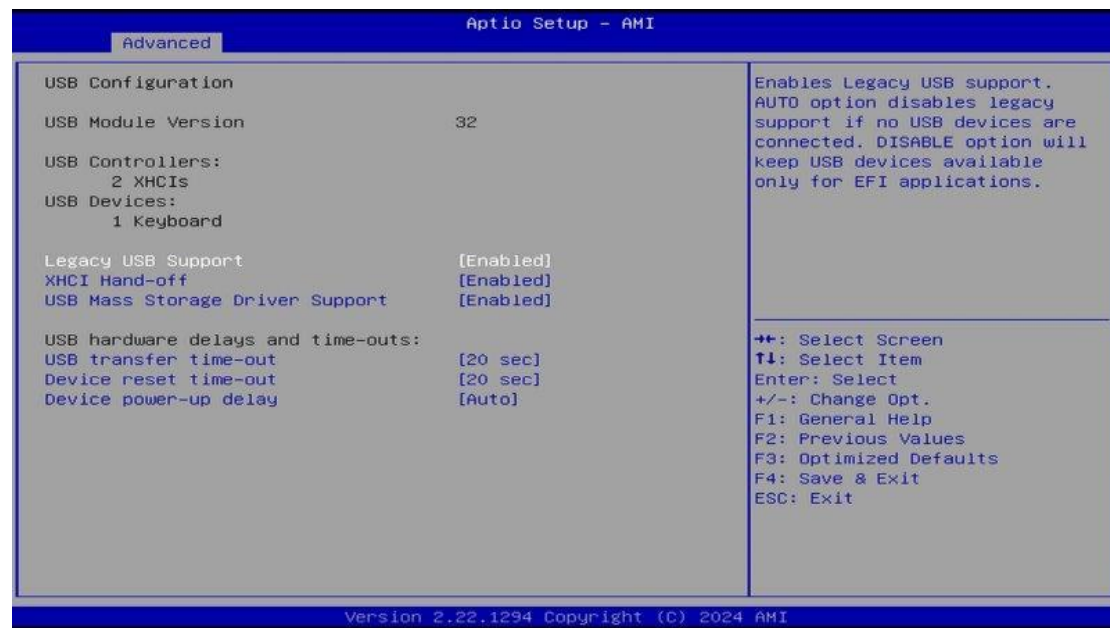 Aptio Setup - AMI
Advanced
USB Configuration
USB Module Version 32
USB Controllers:
2 XHCIs
USB Devices:
1 Keyboard
Legacy USB Support [Enabled]
XHCI Hand-off [Enabled]
USB Mass Storage Driver Support [Enabled]
USB hardware delays and time-outs:
USB transfer time-out [20 sec]
Device reset time-out [20 sec]
Device power-up delay [Auto]
Enables Legacy USB support.
AUTO option disables legacy
support if no USB devices are
connected. DISABLE option will
keep USB devices available
only for EFI applications.
→←: Select Screen
↑↓: Select Item
Enter: Select
+/-: Change Opt.
F1: General Help
F2: Previous Values
F3: Optimized Defaults
F4: Save & Exit
ESC: Exit
Version 2.22.1294 Copyright (C) 2024 AMI